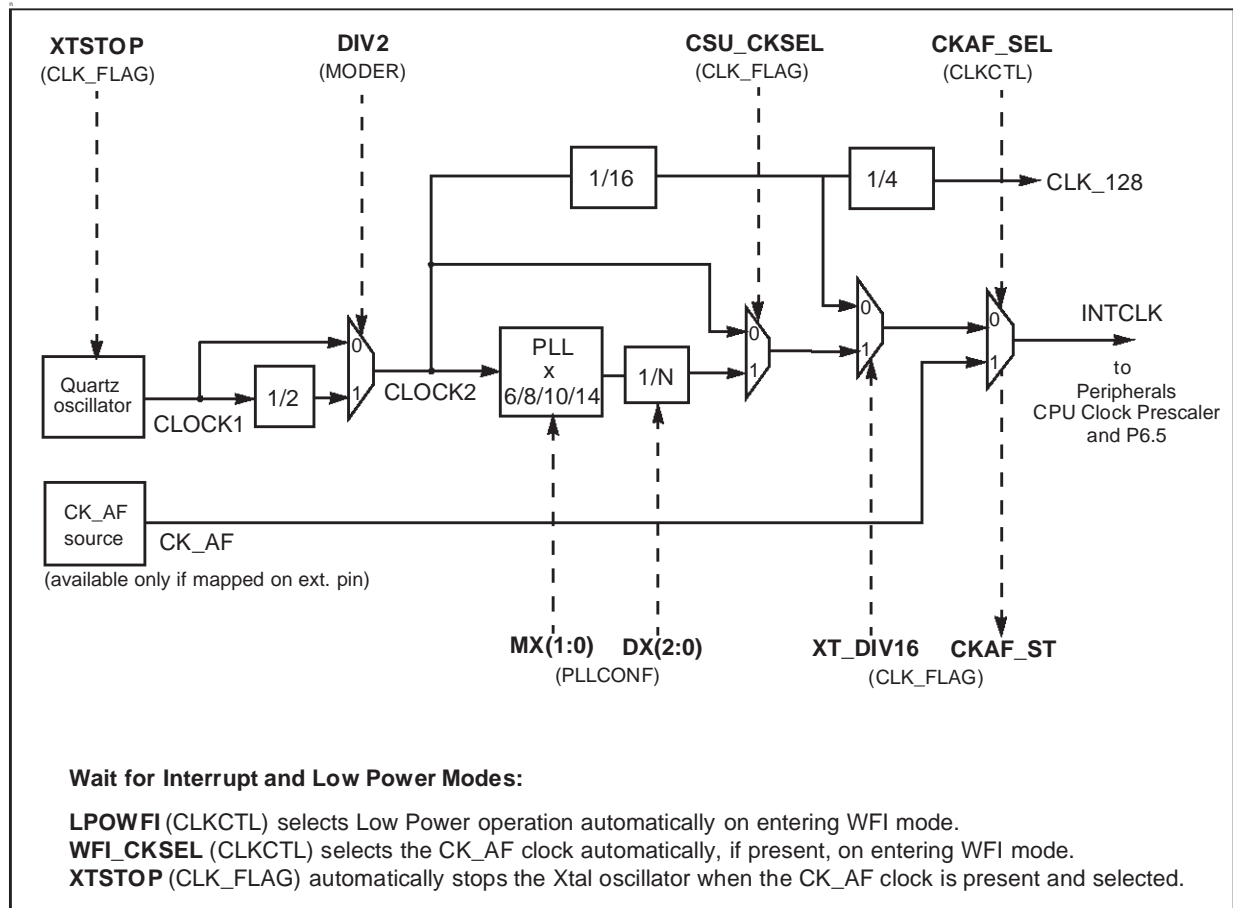 XTSTOP
(CLK_FLAG)
DIV2
(MODER)
CSU_CKSEL
(CLK_FLAG)
CKAF_SEL
(CLKCTL)
1/16
1/4
CLK_128
0
1
0
1
0
1
0
1
INTCLK
to
Peripherals
CPU Clock Prescaler
and P6.5
Quartz
oscillator
CLOCK1
1/2
CLOCK2
PLL
x
6/8/10/14
1/N
CK_AF
source
CK_AF
(available only if mapped on ext. pin)
MX(1:0)
DX(2:0)
(PLLCONF)
XT_DIV16
CKAF_ST
(CLK_FLAG)
Wait for Interrupt and Low Power Modes:
LPOWFI (CLKCTL) selects Low Power operation automatically on entering WFI mode.
WFI_CKSEL (CLKCTL) selects the CK_AF clock automatically, if present, on entering WFI mode.
XTSTOP (CLK_FLAG) automatically stops the Xtal oscillator when the CK_AF clock is present and selected.